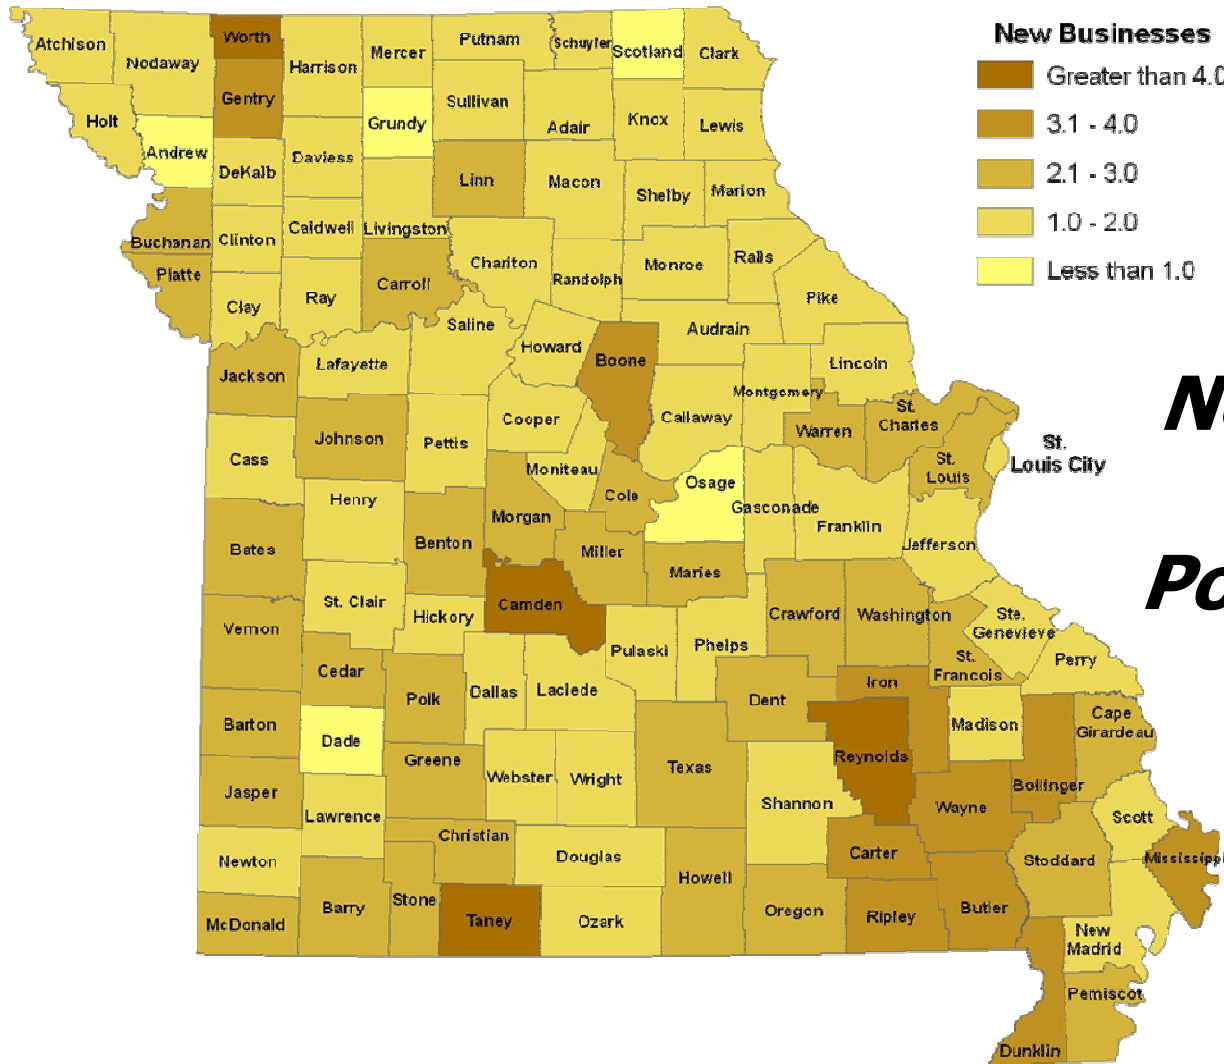 New Businesses
Greater than 4.0
3.1 - 4.0
2.1 - 3.0
1.0 - 2.0
Less than 1.0
Atchison
Nodaway
Worth
Gentry
Harrison
Mercer
Putnam
Schuyler
Scotland
Clark
Holt
Andrew
DeKalb
Daviess
Grundy
Sullivan
Adair
Knox
Lewis
Linn
Macon
Shelby
Marion
Buchanan
Clinton
Caldwell
Livingston
Chariton
Randolph
Monroe
Ralls
Pike
Platte
Clay
Ray
Carroll
Saline
Howard
Boone
Audrain
Lincoln
Jackson
Lafayette
Cooper
Callaway
Montgomery
Warren
St.
Charles
St.
Louis
St.
Louis City
Cass
Johnson
Pettis
Moniteau
Cole
Osage
Gasconade
Franklin
Jefferson
Henry
Morgan
Bates
Benton
Miller
Maries
St. Clair
Hickory
Camden
Crawford
Washington
Ste.
Genevieve
Vernon
Cedar
Pulaski
Phelps
St.
Francois
Perry
Polk
Dallas
Laclede
Dent
Iron
Madison
Cape
Girardeau
Barton
Dade
Greene
Webster
Wright
Texas
Reynolds
Bollinger
Jasper
Lawrence
Shannon
Wayne
Scott
Christian
Newton
Douglas
Howell
Carter
Stoddard
Mississippi
McDonald
Barry
Stone
Taney
Ozark
Oregon
Ripley
Butler
New
Madrid
Pemiscot
Dunklin
Po